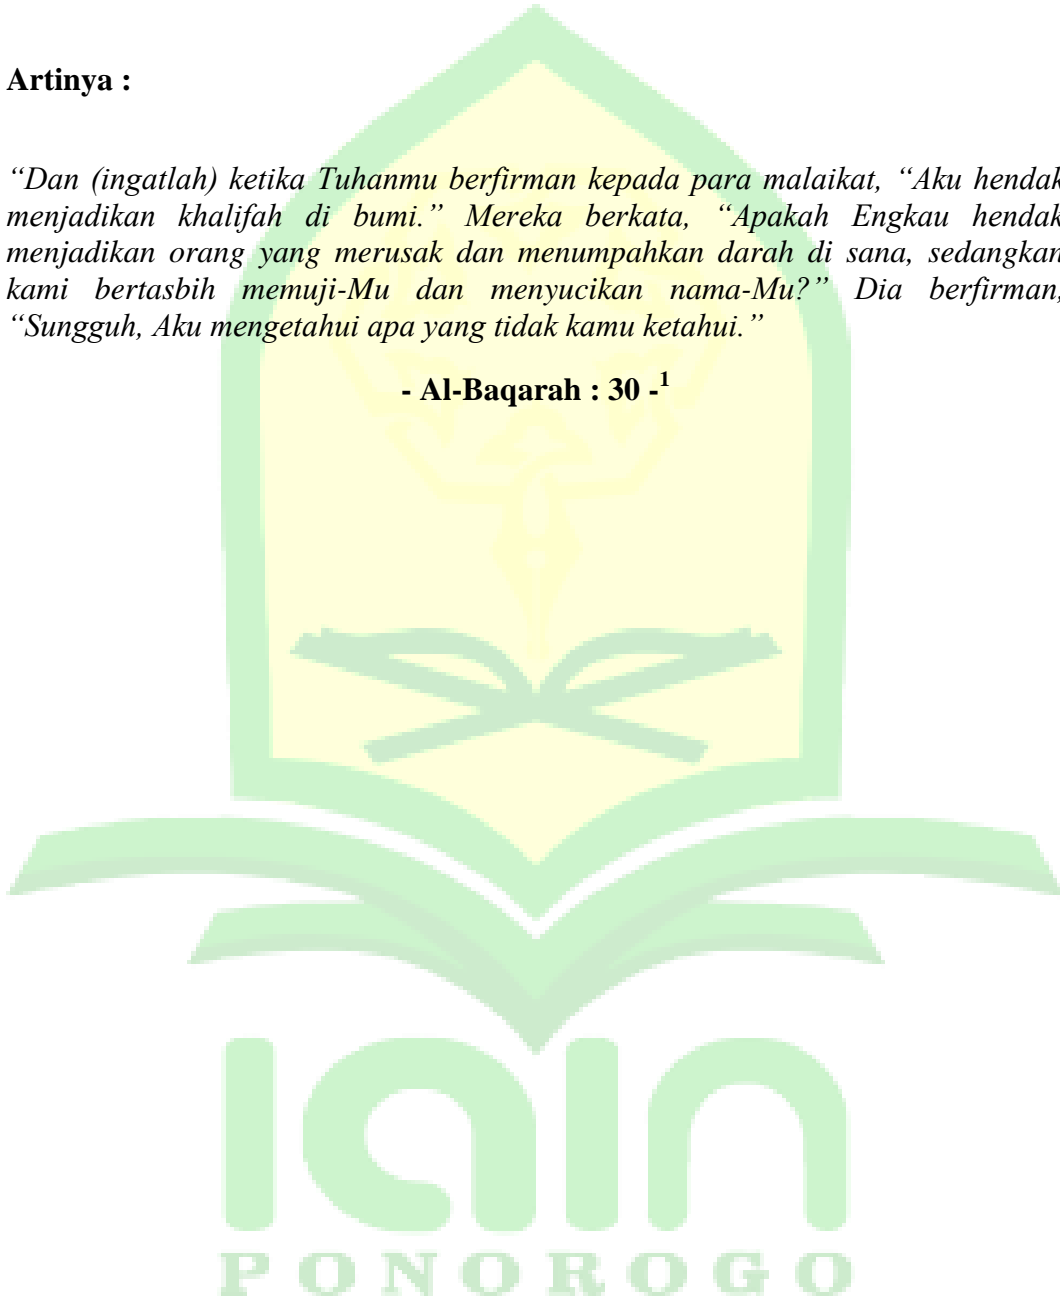 Artinya :
“Dan (ingatlah) ketika Tuhanmu berfirman kepada para malaikat, “Aku hendak
menjadikan khalifah di bumi.” Mereka berkata, “Apakah Engkau hendak
menjadikan orang yang merusak dan menumpahkan darah di sana, sedangkan
kami bertasbih memuji-Mu dan menyucikan nama-Mu?” Dia berfirman,
“Sungguh, Aku mengetahui apa yang tidak kamu ketahui.”
- Al-Baqarah : 30 -¹
iain
PONOROGO